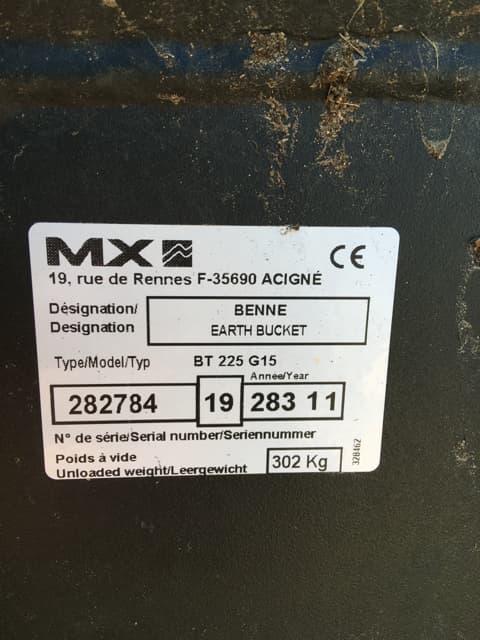 MX CE
19, rue de Rennes F-35690 ACIGNÉ
Désignation/ BENNE
Designation EARTH BUCKET
Type/Model/Typ BT 225 G15
Année/Year
282784 19 283 11
N° de série/Serial number/Seriennummer
Poids à vide
Unloaded weight/Leergewicht 302 Kg
328462